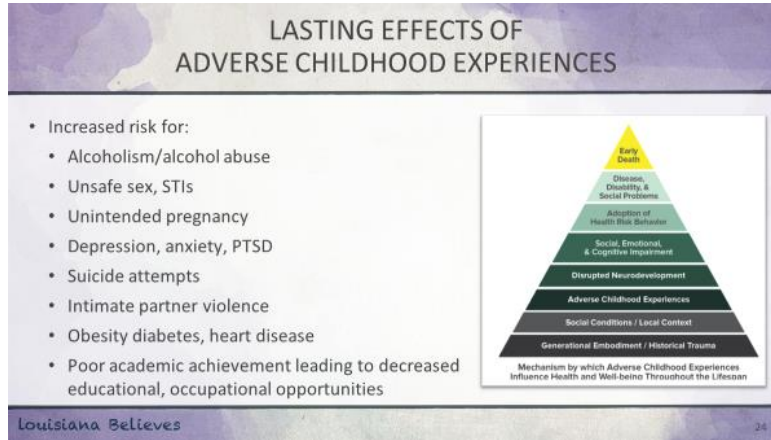 LASTING EFFECTS OF
ADVERSE CHILDHOOD EXPERIENCES
• Increased risk for:
• Alcoholism/alcohol abuse
• Unsafe sex, STIs
• Unintended pregnancy
• Depression, anxiety, PTSD
• Suicide attempts
• Intimate partner violence
• Obesity diabetes, heart disease
• Poor academic achievement leading to decreased
educational, occupational opportunities
Early
Death
Disease,
Disability, &
Social Problems
Adoption of
Health Risk Behavior
Social, Emotional,
& Cognitive Impairment
Disrupted Neurodevelopment
Adverse Childhood Experiences
Social Conditions / Local Context
Generational Embodiment / Historical Trauma
Mechanism by which Adverse Childhood Experiences
Influence Health and Well-being Throughout the Lifespan
Louisiana Believes
24